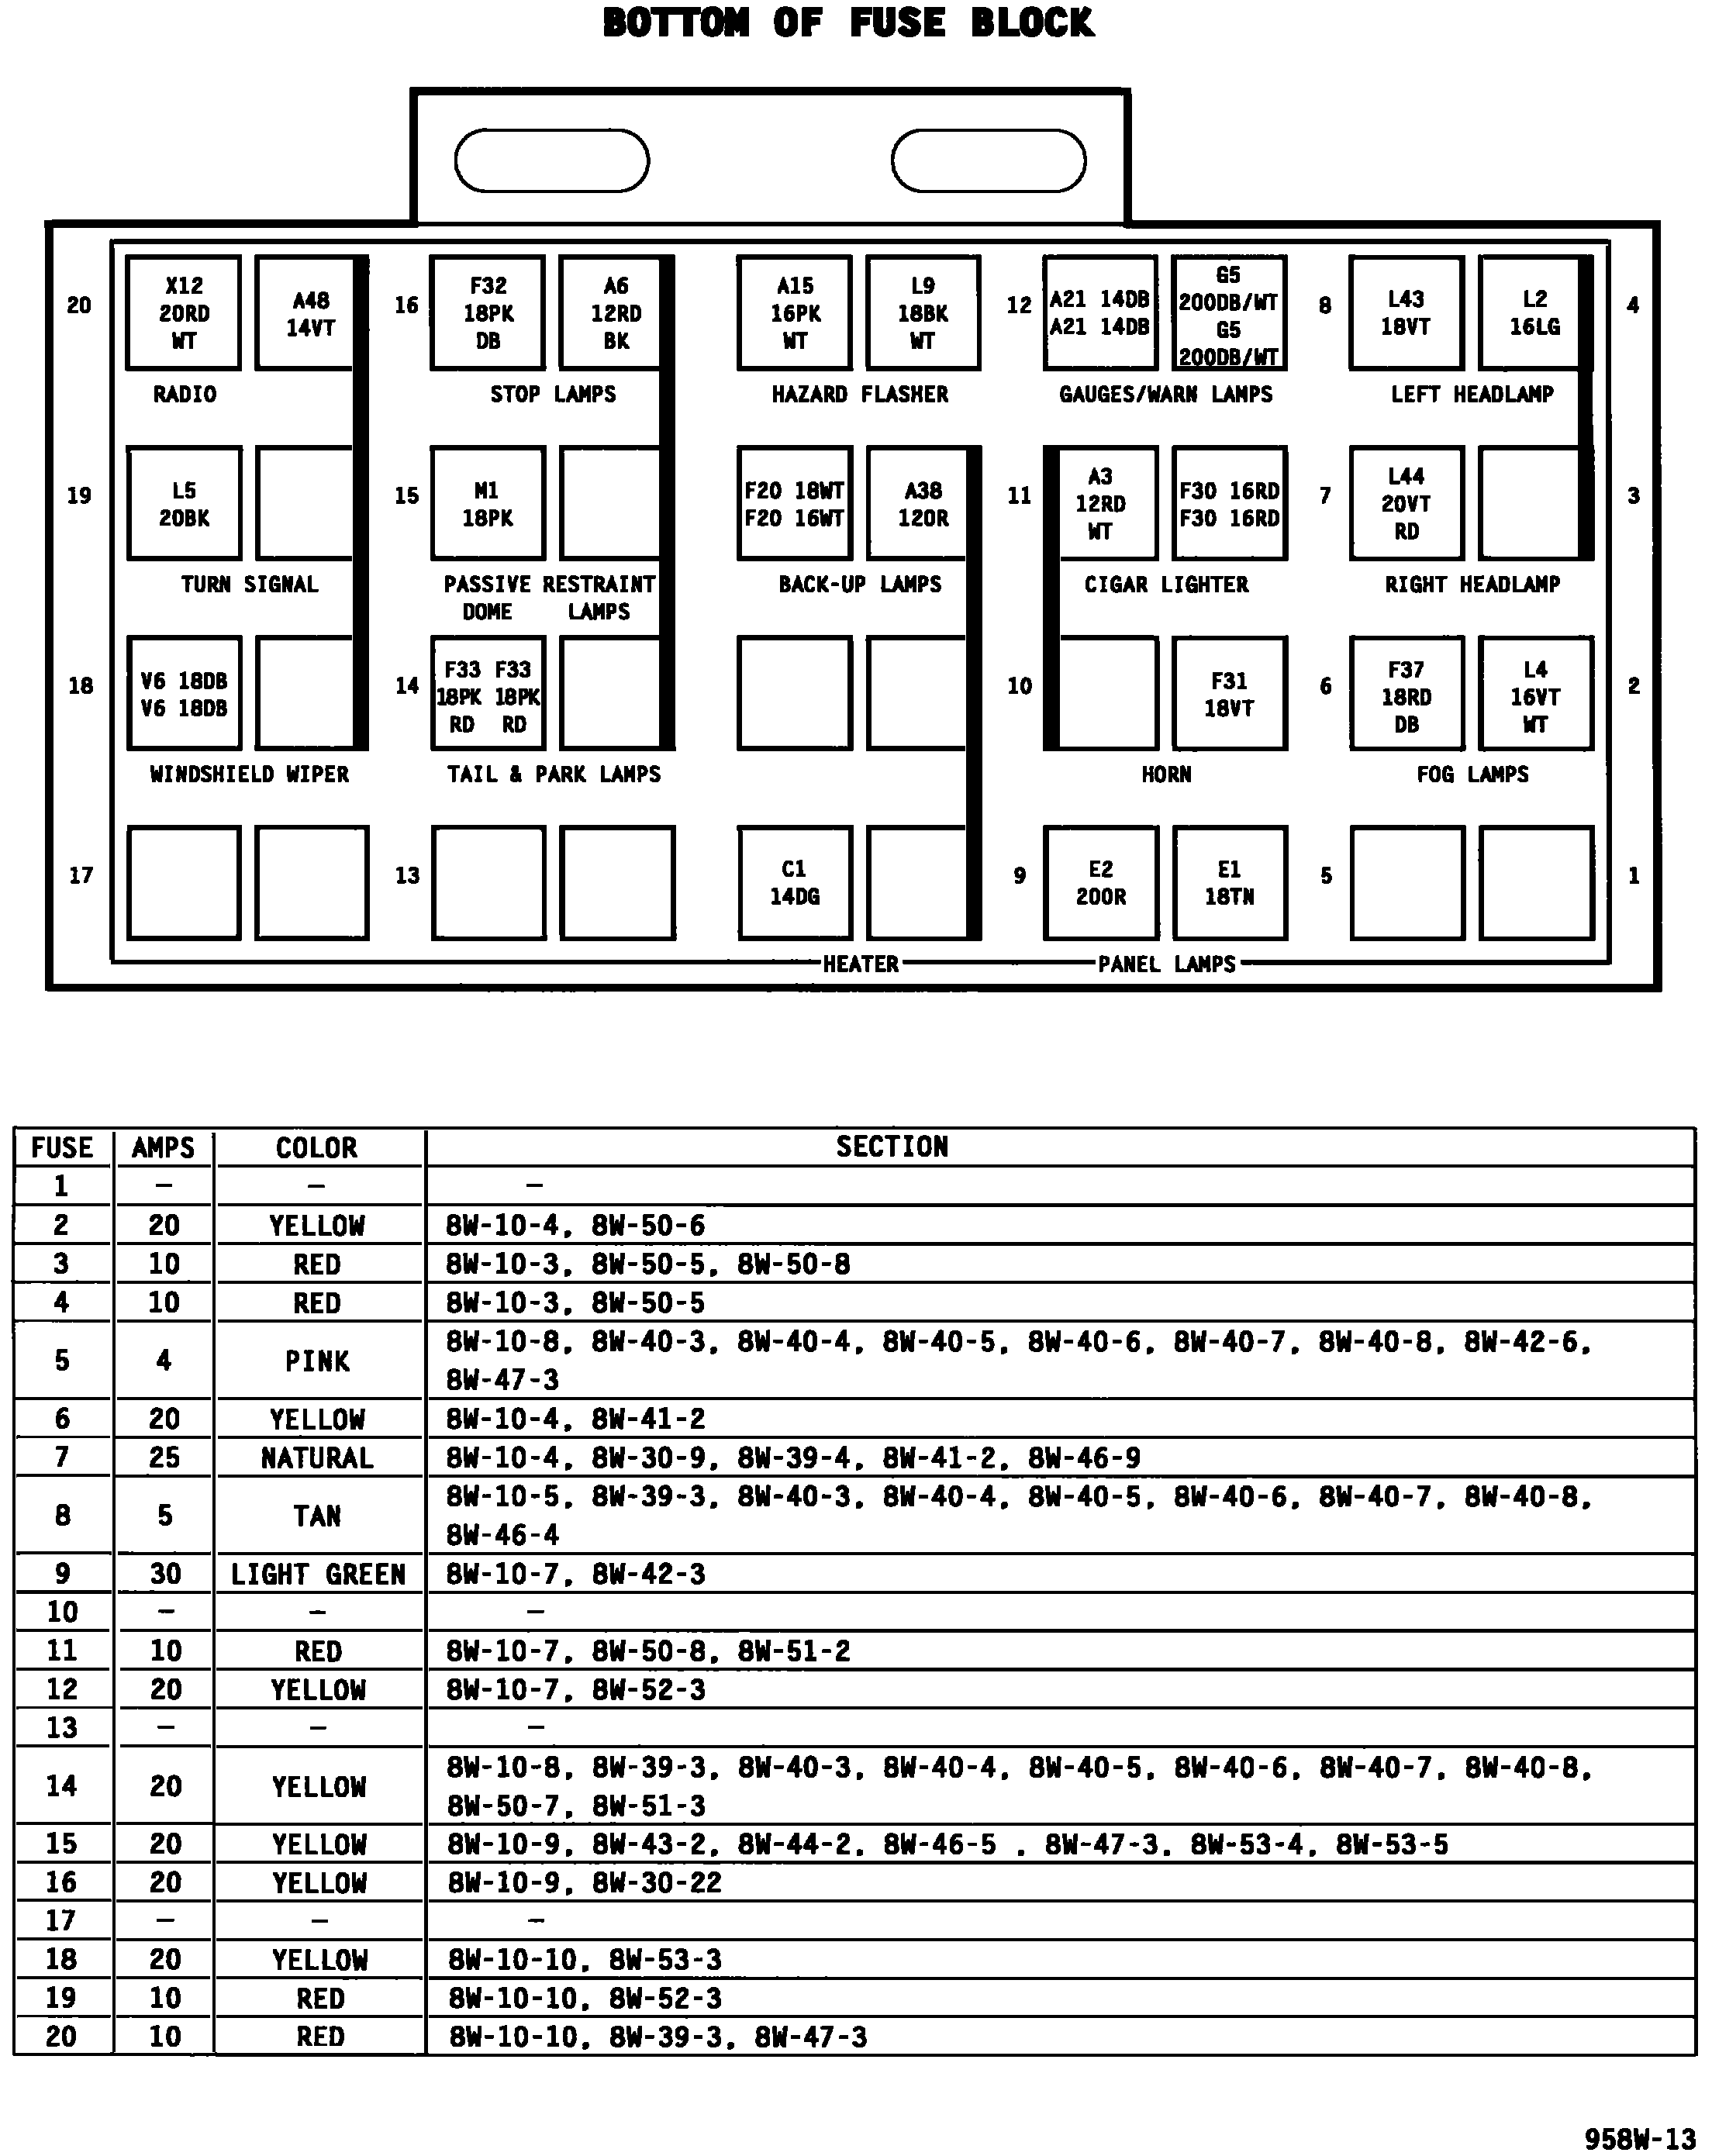 BOTTOM OF FUSE BLOCK
20
X12
20RD
WT
A48
14VT
16
F32
18PK
DB
A6
12RD
BK
A15
16PK
WT
L9
18BK
WT
12
A21 14DB
A21 14DB
G5
200DB/WT
G5
200DB/WT
8
L43
18VT
L2
16LG
4
RADIO
STOP LAMPS
HAZARD FLASHER
GAUGES/WARN LAMPS
LEFT HEADLAMP
19
L5
20BK
15
M1
18PK
F20 18WT
F20 16WT
A38
12OR
11
A3
12RD
WT
F30 16RD
F30 16RD
7
L44
20VT
RD
3
TURN SIGNAL
PASSIVE RESTRAINT
DOME LAMPS
BACK-UP LAMPS
CIGAR LIGHTER
RIGHT HEADLAMP
18
V6 18DB
V6 18DB
14
F33 F33
18PK 18PK
RD RD
10
F31
18VT
6
F37
18RD
DB
L4
16VT
WT
2
WINDSHIELD WIPER
TAIL & PARK LAMPS
HORN
FOG LAMPS
17
13
C1
14DG
9
E2
20OR
E1
18TN
5
1
HEATER
PANEL LAMPS
FUSE AMPS COLOR SECTION
1 – – –
2 20 YELLOW 8W-10-4, 8W-50-6
3 10 RED 8W-10-3, 8W-50-5, 8W-50-8
4 10 RED 8W-10-3, 8W-50-5
5 4 PINK 8W-10-8, 8W-40-3, 8W-40-4, 8W-40-5, 8W-40-6, 8W-40-7, 8W-40-8, 8W-42-6,
8W-47-3
6 20 YELLOW 8W-10-4, 8W-41-2
7 25 NATURAL 8W-10-4, 8W-30-9, 8W-39-4, 8W-41-2, 8W-46-9
8 5 TAN 8W-10-5, 8W-39-3, 8W-40-3, 8W-40-4, 8W-40-5, 8W-40-6, 8W-40-7, 8W-40-8,
8W-46-4
9 30 LIGHT GREEN 8W-10-7, 8W-42-3
10 – – –
11 10 RED 8W-10-7, 8W-50-8, 8W-51-2
12 20 YELLOW 8W-10-7, 8W-52-3
13 – – –
14 20 YELLOW 8W-10-8, 8W-39-3, 8W-40-3, 8W-40-4, 8W-40-5, 8W-40-6, 8W-40-7, 8W-40-8,
8W-50-7, 8W-51-3
15 20 YELLOW 8W-10-9, 8W-43-2, 8W-44-2, 8W-46-5 , 8W-47-3, 8W-53-4, 8W-53-5
16 20 YELLOW 8W-10-9, 8W-30-22
17 – – –
18 20 YELLOW 8W-10-10, 8W-53-3
19 10 RED 8W-10-10, 8W-52-3
20 10 RED 8W-10-10, 8W-39-3, 8W-47-3
958W-13